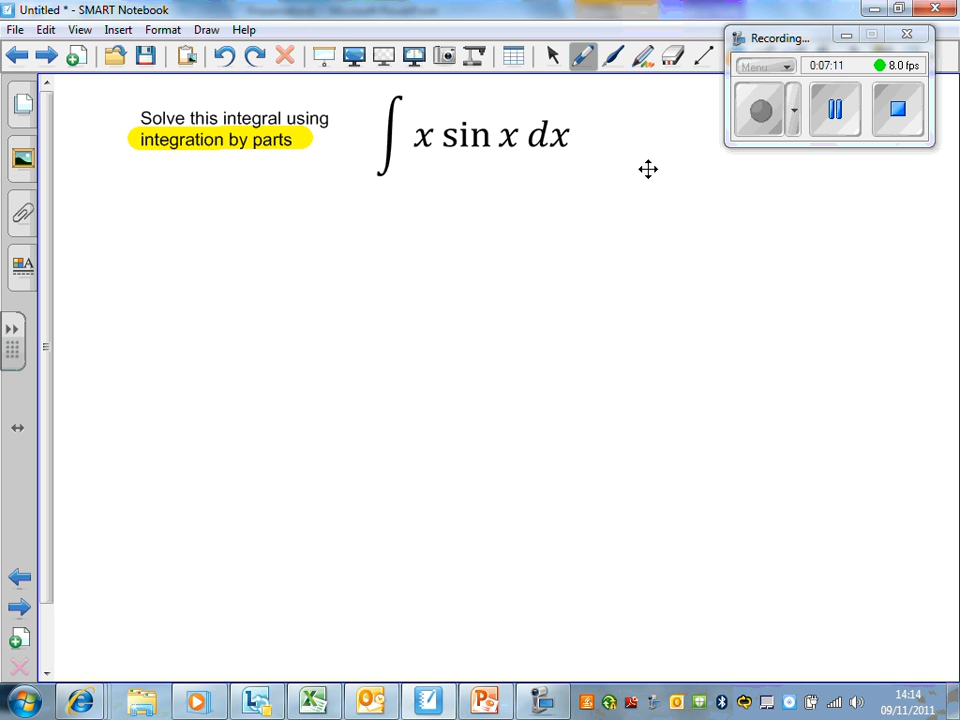 Untitled * - SMART Notebook
File Edit View Insert Format Draw Help
Recording...
Menu 0:07:11 8.0 fps
Solve this integral using
integration by parts
∫ x sin x dx
14:14
09/11/2011